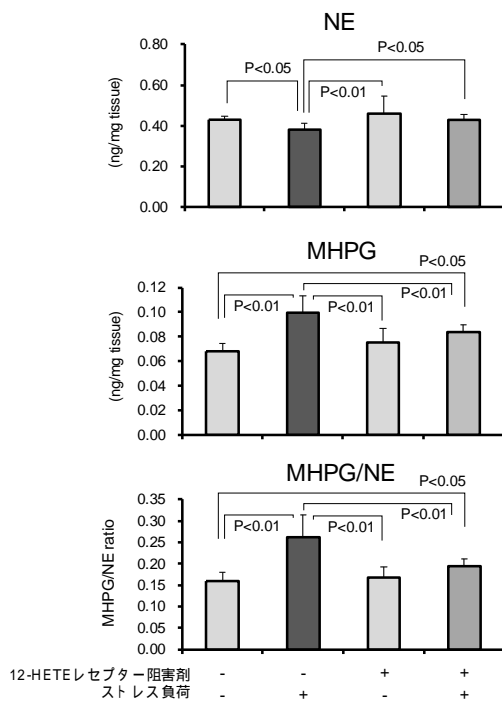 NE
0.80
0.60
0.40
0.20
0.00
(ng/mg tissue)
P<0.05
P<0.05
P<0.01
MHPG
0.12
0.10
0.08
0.06
0.04
0.02
0.00
(ng/mg tissue)
P<0.05
P<0.01
P<0.01
P<0.01
MHPG/NE
0.35
0.30
0.25
0.20
0.15
0.10
0.05
0.00
MHPG/NE ratio
P<0.05
P<0.01
P<0.01
P<0.01
12-HETEレセプター阻害剤 - - + +
ストレス負荷 - + - +